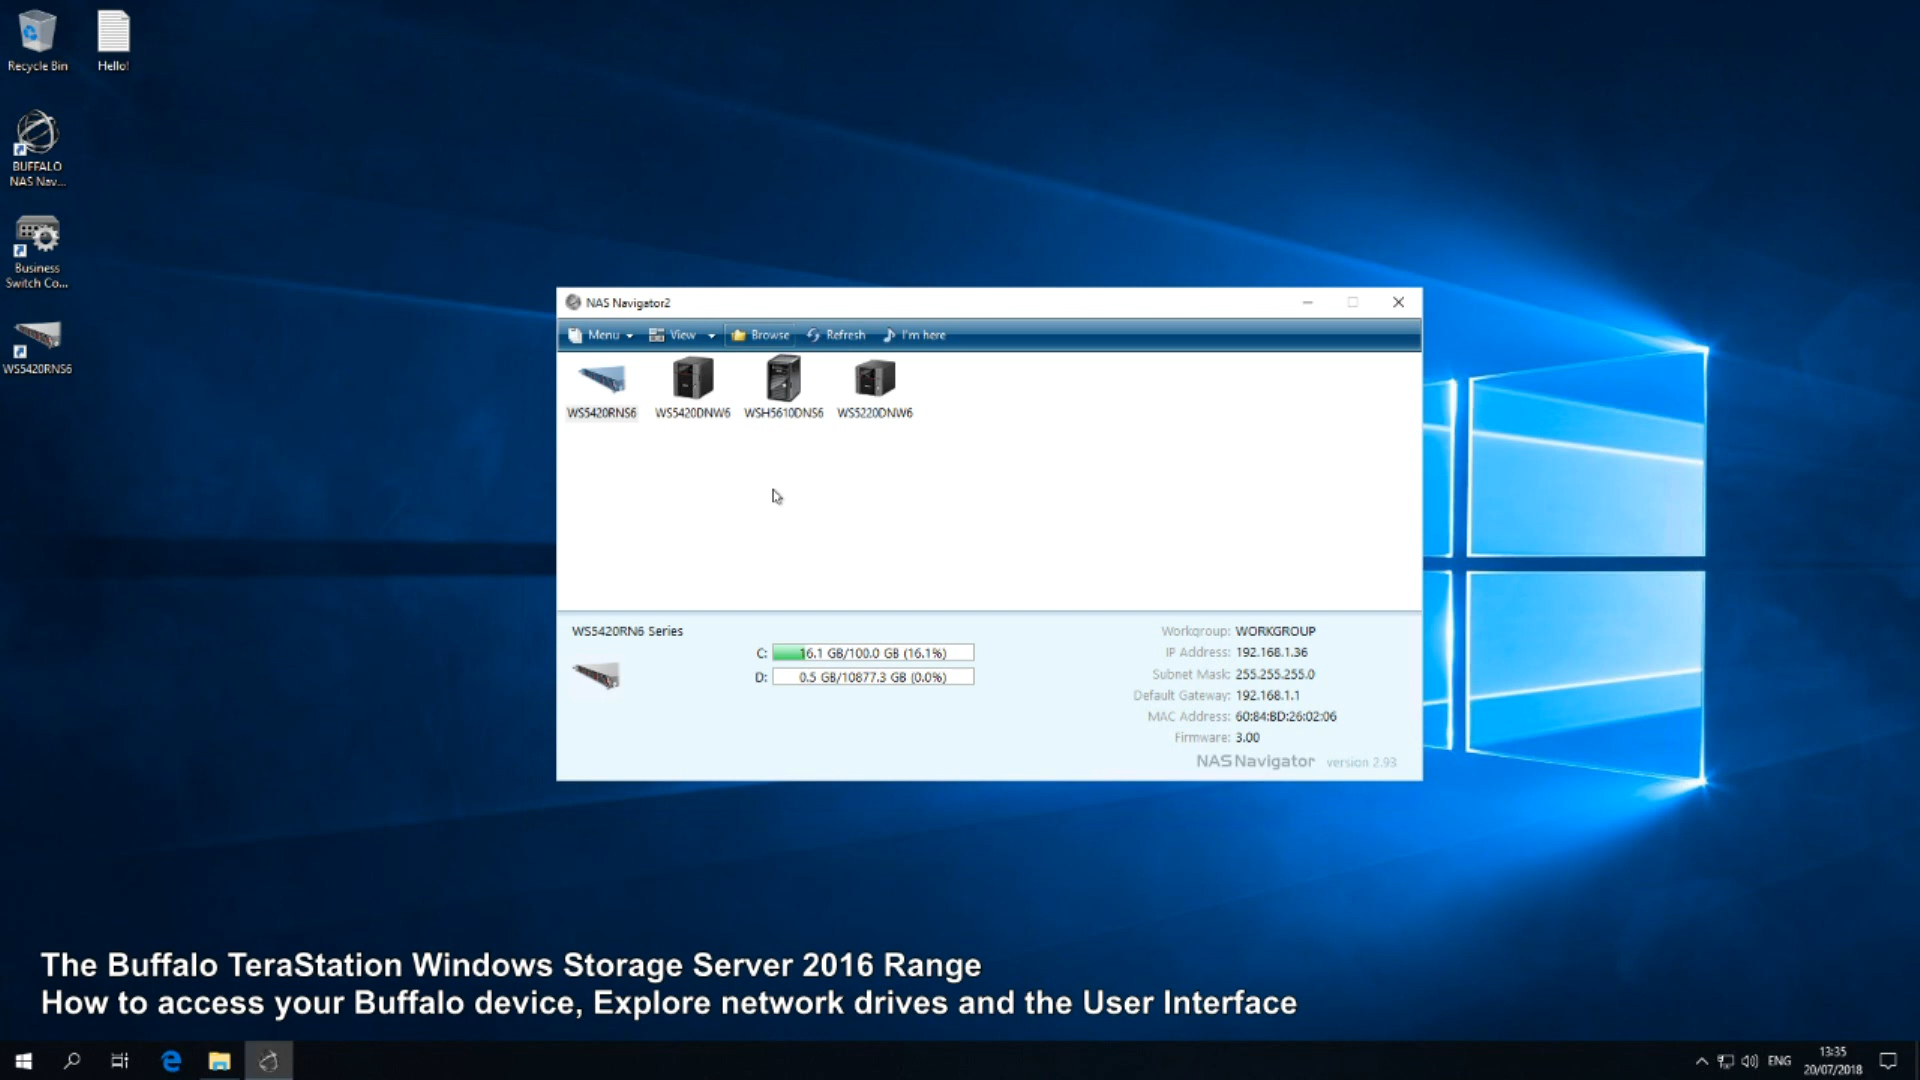 Recycle Bin
Hello!
BUFFALO
NAS Nav...
Business
Switch Co...
WS5420RNS6
NAS Navigator2
Menu
View
Browse
Refresh
I'm here
WS5420RNS6
WS5420DNW6
WSH5610DNS6
WS5220DNW6
WS5420RN6 Series
C: 16.1 GB/100.0 GB (16.1%)
D: 0.5 GB/10877.3 GB (0.0%)
Workgroup: WORKGROUP
IP Address: 192.168.1.36
Subnet Mask: 255.255.255.0
Default Gateway: 192.168.1.1
MAC Address: 60:84:BD:26:02:06
Firmware: 3.00
NAS Navigator version 2.93
The Buffalo TeraStation Windows Storage Server 2016 Range
How to access your Buffalo device, Explore network drives and the User Interface
ENG
13:35
20/07/2018